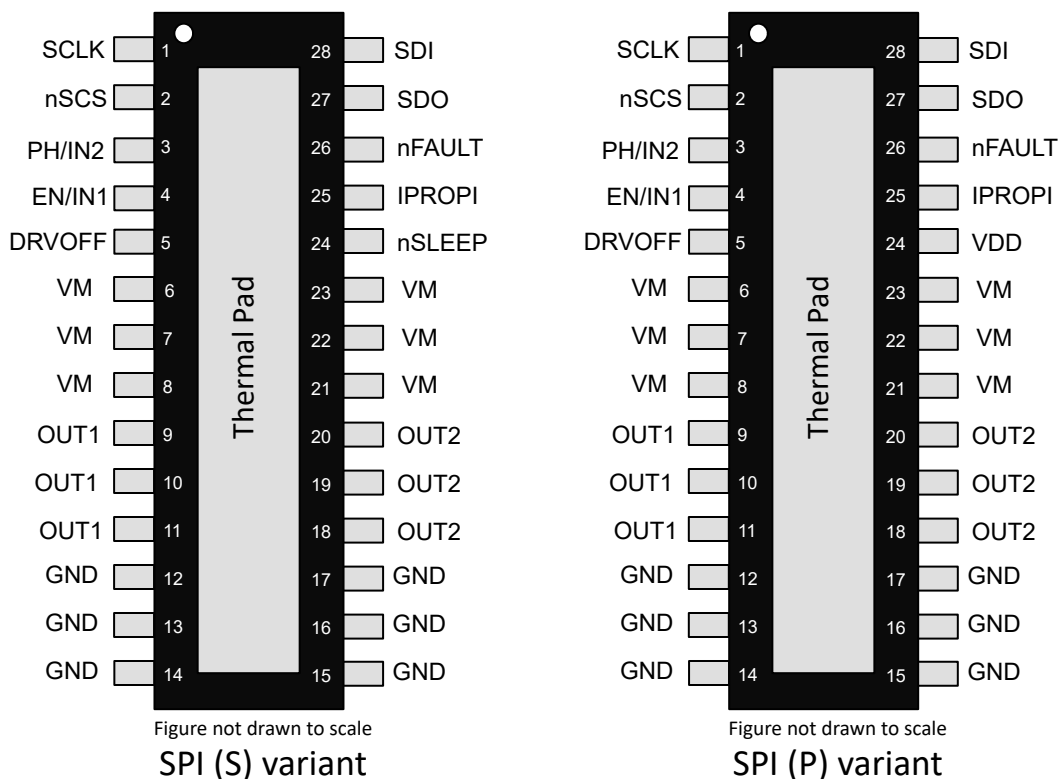 SCLK 1 28 SDI
nSCS 2 27 SDO
PH/IN2 3 26 nFAULT
EN/IN1 4 25 IPROPI
DRVOFF 5 24 nSLEEP
VM 6 23 VM
VM 7 22 VM
VM 8 21 VM
OUT1 9 20 OUT2
OUT1 10 19 OUT2
OUT1 11 18 OUT2
GND 12 17 GND
GND 13 16 GND
GND 14 15 GND
Thermal Pad
Figure not drawn to scale
SPI (S) variant
SCLK 1 28 SDI
nSCS 2 27 SDO
PH/IN2 3 26 nFAULT
EN/IN1 4 25 IPROPI
DRVOFF 5 24 VDD
VM 6 23 VM
VM 7 22 VM
VM 8 21 VM
OUT1 9 20 OUT2
OUT1 10 19 OUT2
OUT1 11 18 OUT2
GND 12 17 GND
GND 13 16 GND
GND 14 15 GND
Thermal Pad
Figure not drawn to scale
SPI (P) variant